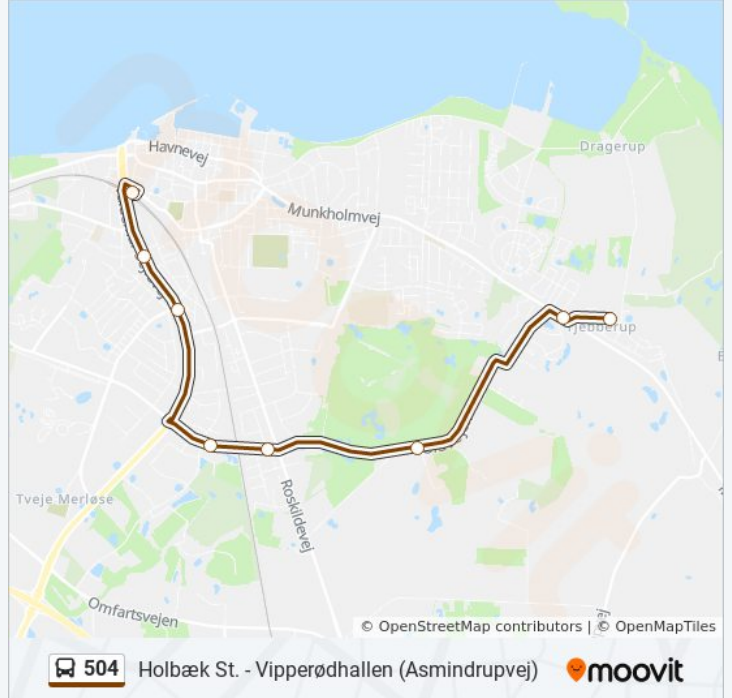 Havnevej
Dragerup
Munkholmvej
Tjebberup
Tveje Merløse
Roskildevej
Omfartsvejen
© OpenStreetMap contributors | © OpenMapTiles
504 Holbæk St. - Vipperødhallen (Asmindrupvej) moovit